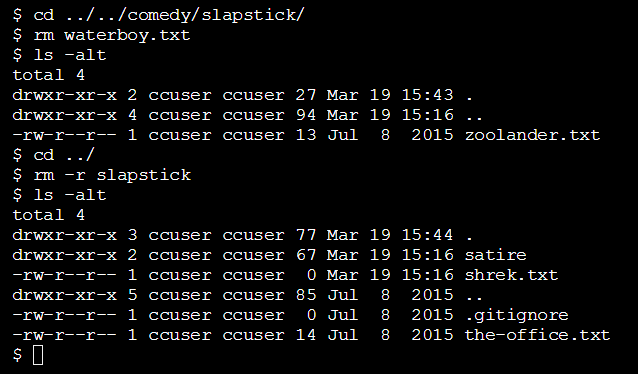 $ cd ../../comedy/slapstick/
$ rm waterboy.txt
$ ls -alt
total 4
drwxr-xr-x 2 ccuser ccuser 27 Mar 19 15:43 .
drwxr-xr-x 4 ccuser ccuser 94 Mar 19 15:16 ..
-rw-r--r-- 1 ccuser ccuser 13 Jul  8  2015 zoolander.txt
$ cd ../
$ rm -r slapstick
$ ls -alt
total 4
drwxr-xr-x 3 ccuser ccuser 77 Mar 19 15:44 .
drwxr-xr-x 2 ccuser ccuser 67 Mar 19 15:16 satire
-rw-r--r-- 1 ccuser ccuser  0 Mar 19 15:16 shrek.txt
drwxr-xr-x 5 ccuser ccuser 85 Jul  8  2015 ..
-rw-r--r-- 1 ccuser ccuser  0 Jul  8  2015 .gitignore
-rw-r--r-- 1 ccuser ccuser 14 Jul  8  2015 the-office.txt
$